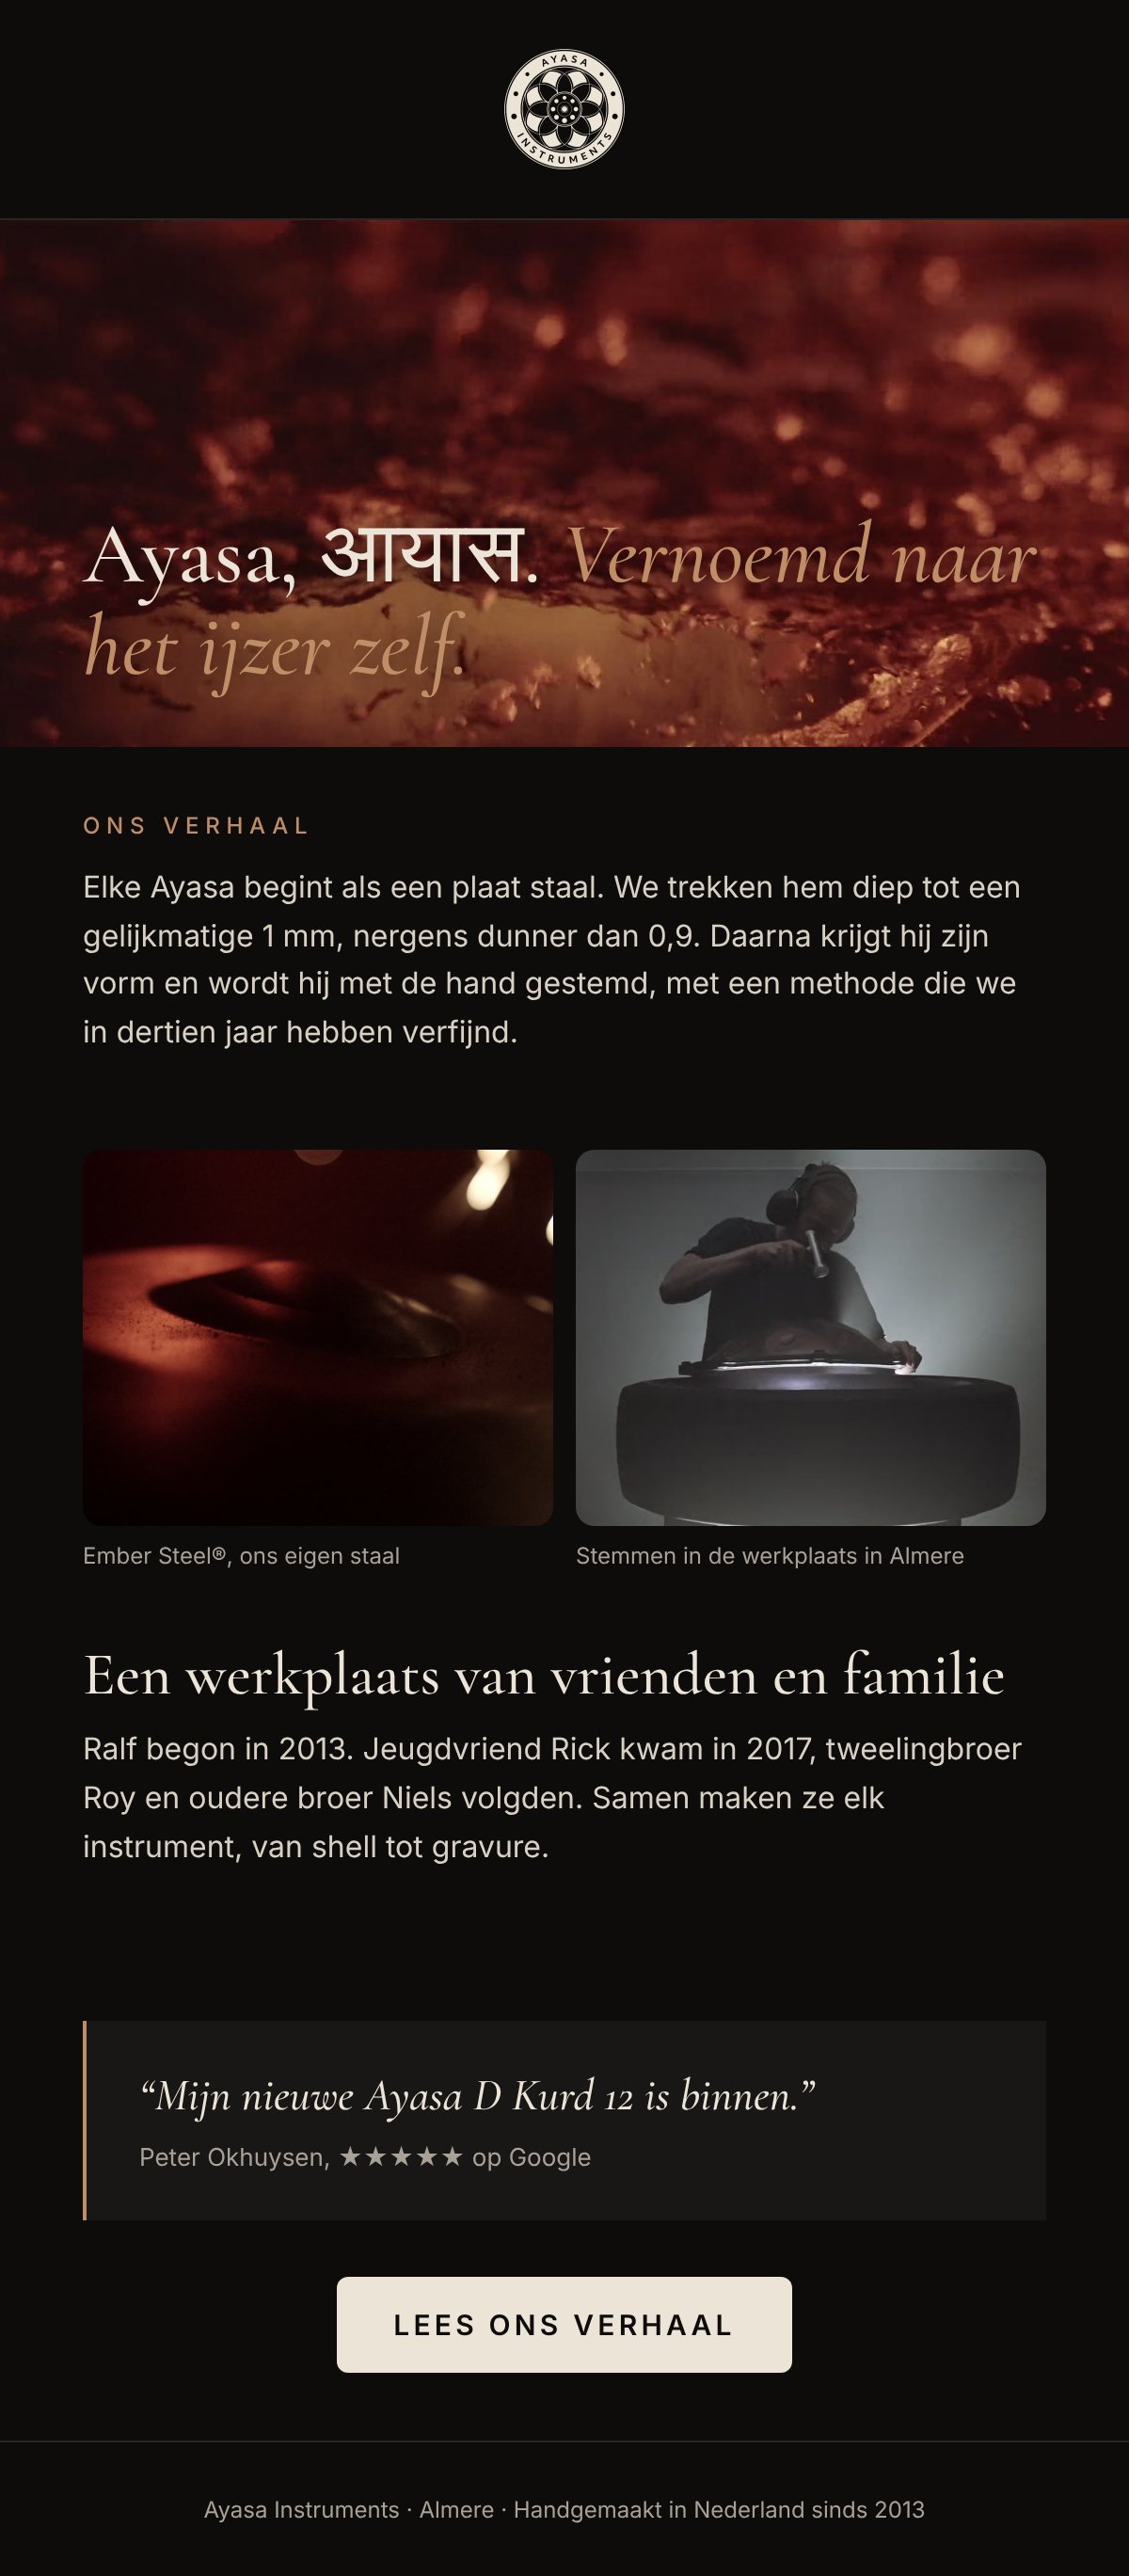 AYASA
INSTRUMENTS
Ayasa, आयास. Vernoemd naar
het ijzer zelf.
ONS VERHAAL
Elke Ayasa begint als een plaat staal. We trekken hem diep tot een
gelijkmatige 1 mm, nergens dunner dan 0,9. Daarna krijgt hij zijn
vorm en wordt hij met de hand gestemd, met een methode die we
in dertien jaar hebben verfijnd.
Ember Steel®, ons eigen staal
Stemmen in de werkplaats in Almere
Een werkplaats van vrienden en familie
Ralf begon in 2013. Jeugdvriend Rick kwam in 2017, tweelingbroer
Roy en oudere broer Niels volgden. Samen maken ze elk
instrument, van shell tot gravure.
“Mijn nieuwe Ayasa D Kurd 12 is binnen.”
Peter Okhuysen, ★★★★★ op Google
LEES ONS VERHAAL
Ayasa Instruments · Almere · Handgemaakt in Nederland sinds 2013